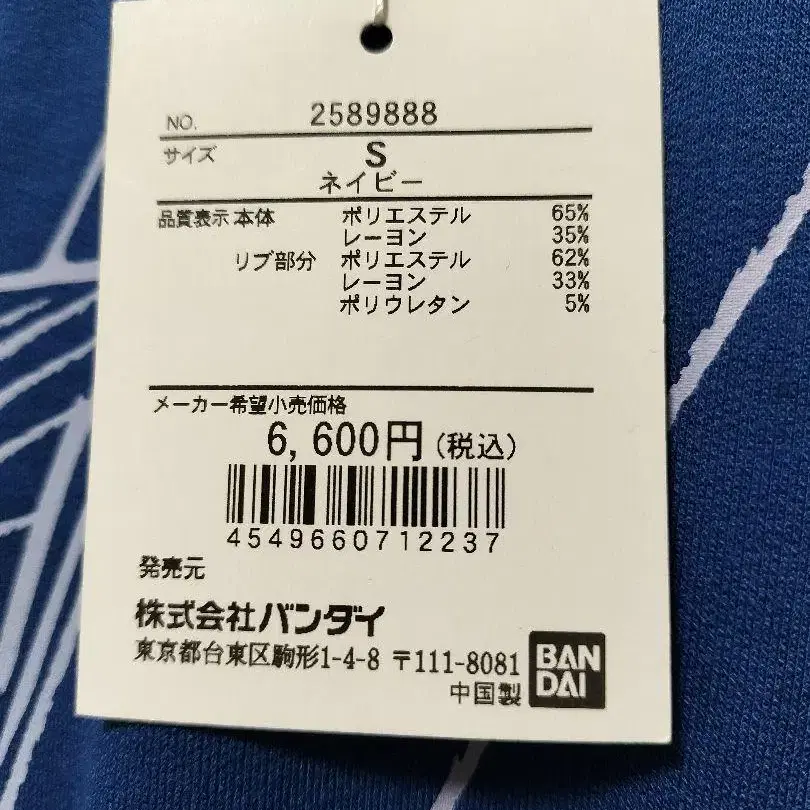 NO. 2589888
サイズ S
ネイビー
品質表示 本体 ポリエステル 65%
レーヨン 35%
リブ部分 ポリエステル 62%
レーヨン 33%
ポリウレタン 5%
メーカー希望小売価格
6,600円(税込)
4549660712237
発売元
株式会社バンダイ
東京都台東区駒形1-4-8 〒111-8081
中国製
BAN
DAI